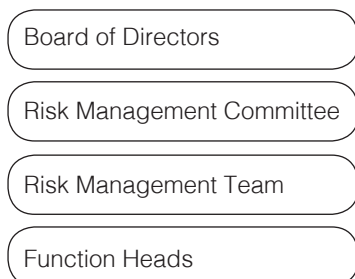 Board of Directors
Risk Management Committee
Risk Management Team
Function Heads